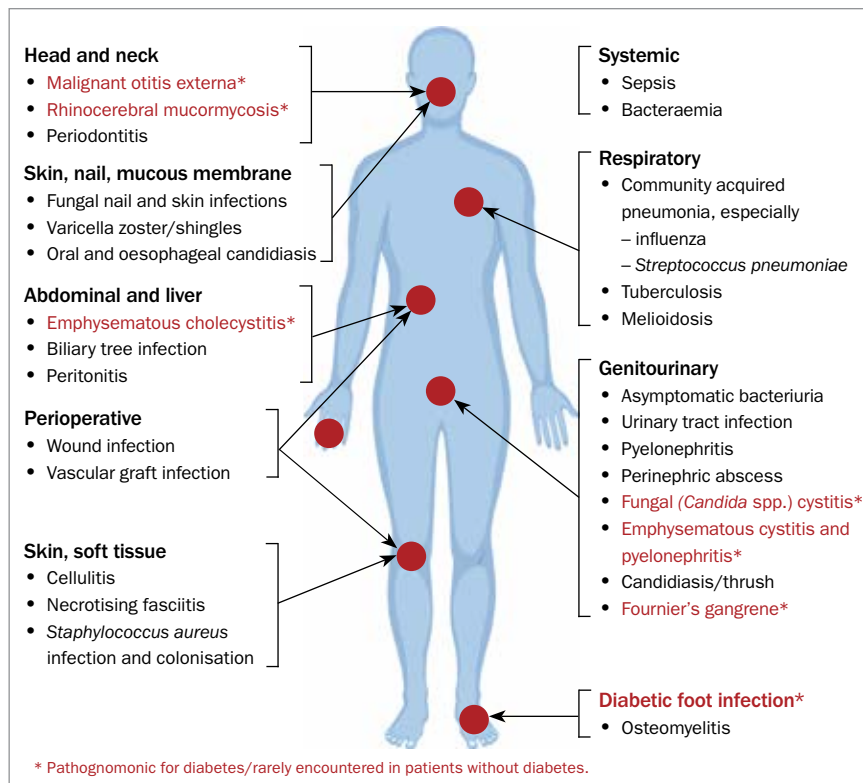 Head and neck
• Malignant otitis externa*
• Rhinocerebral mucormycosis*
• Periodontitis
Skin, nail, mucous membrane
• Fungal nail and skin infections
• Varicella zoster/shingles
• Oral and oesophageal candidiasis
Abdominal and liver
• Emphysematous cholecystitis*
• Biliary tree infection
• Peritonitis
Perioperative
• Wound infection
• Vascular graft infection
Skin, soft tissue
• Cellulitis
• Necrotising fasciitis
• Staphylococcus aureus
infection and colonisation
Systemic
• Sepsis
• Bacteraemia
Respiratory
• Community acquired
pneumonia, especially
– influenza
– Streptococcus pneumoniae
• Tuberculosis
• Melioidosis
Genitourinary
• Asymptomatic bacteriuria
• Urinary tract infection
• Pyelonephritis
• Perinephric abscess
• Fungal (Candida spp.) cystitis*
• Emphysematous cystitis and
pyelonephritis*
• Candidiasis/thrush
• Fournier's gangrene*
Diabetic foot infection*
• Osteomyelitis
* Pathognomonic for diabetes/rarely encountered in patients without diabetes.